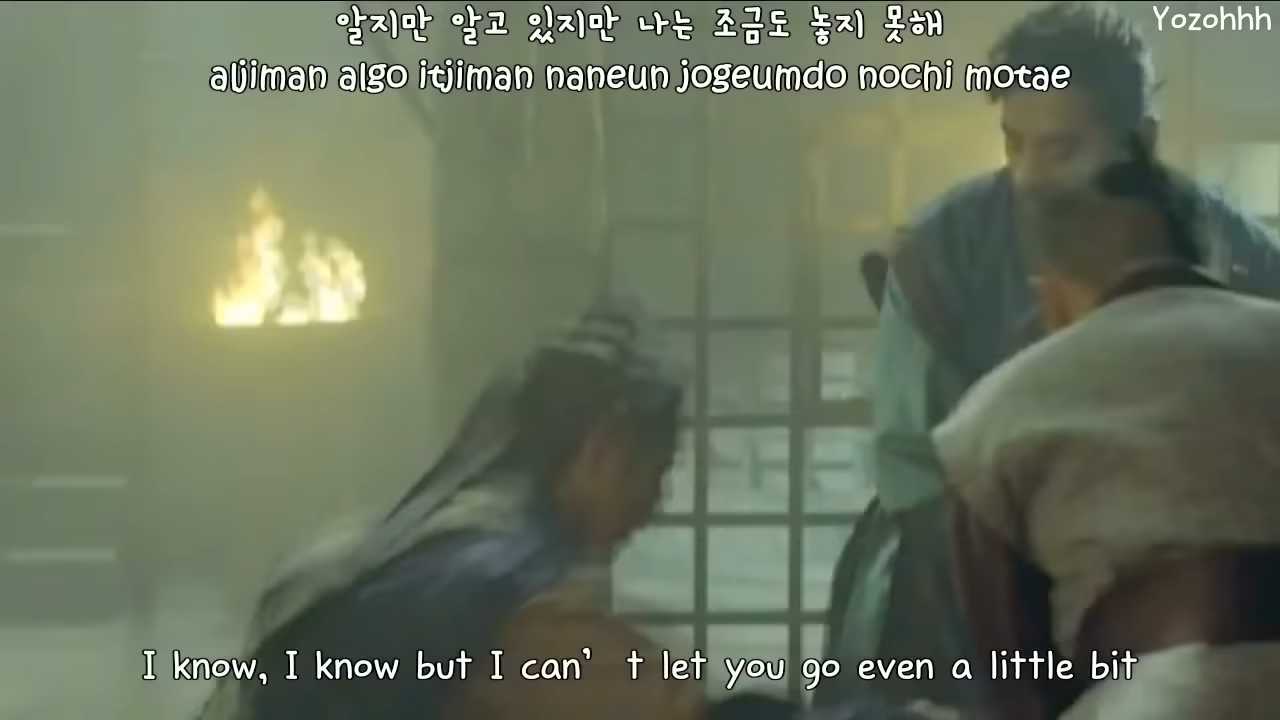 Yozohhh
알지만 알고 있지만 나는 조금도 놓지 못해
aljiman algo itjiman naneun jogeumdo nochi motae
I know, I know but I can’ t let you go even a little bit